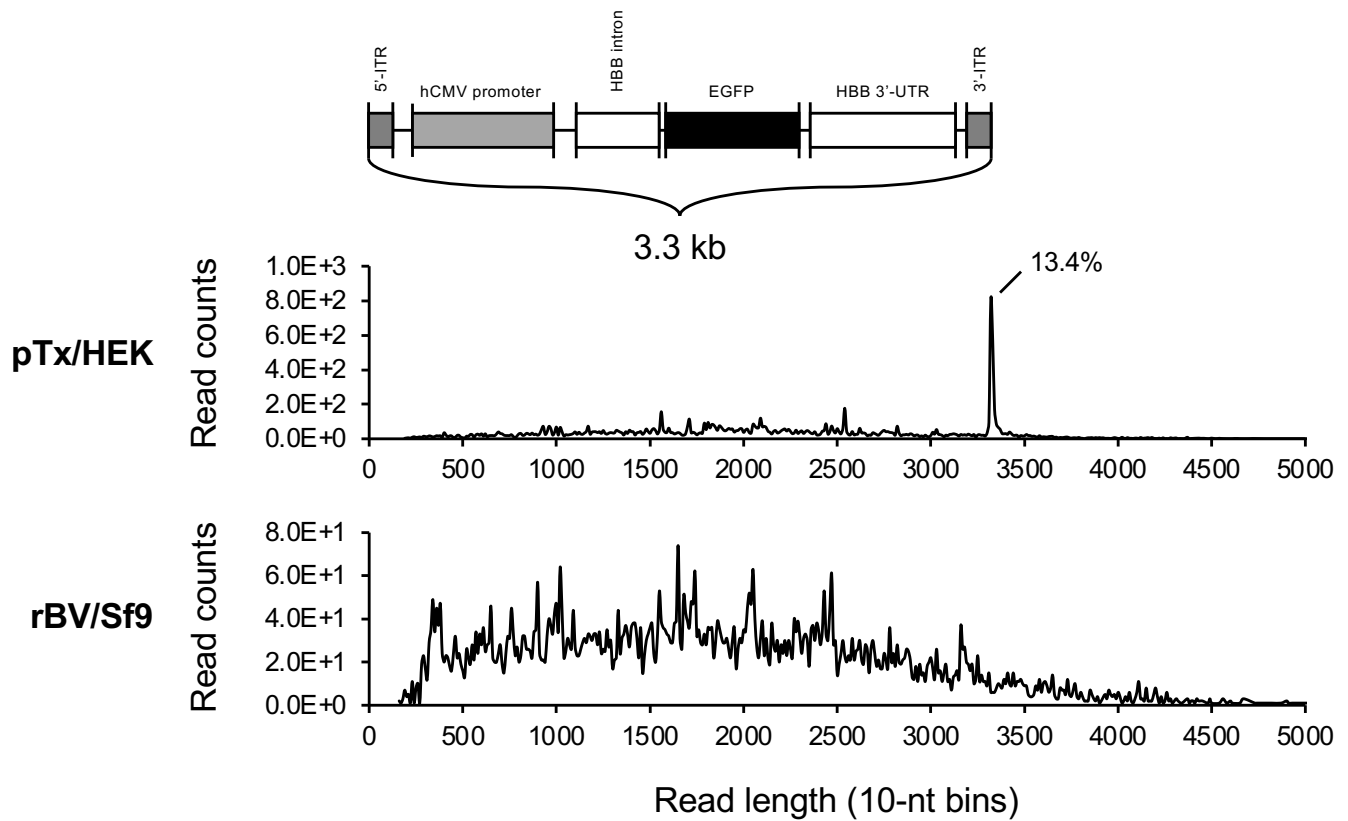 5'-ITR
hCMV promoter
HBB intron
EGFP
HBB 3'-UTR
3'-ITR
3.3 kb
pTx/HEK
Read counts
1.0E+3
8.0E+2
6.0E+2
4.0E+2
2.0E+2
0.0E+0
13.4%
0 500 1000 1500 2000 2500 3000 3500 4000 4500 5000
rBV/Sf9
Read counts
8.0E+1
6.0E+1
4.0E+1
2.0E+1
0.0E+0
0 500 1000 1500 2000 2500 3000 3500 4000 4500 5000
Read length (10-nt bins)